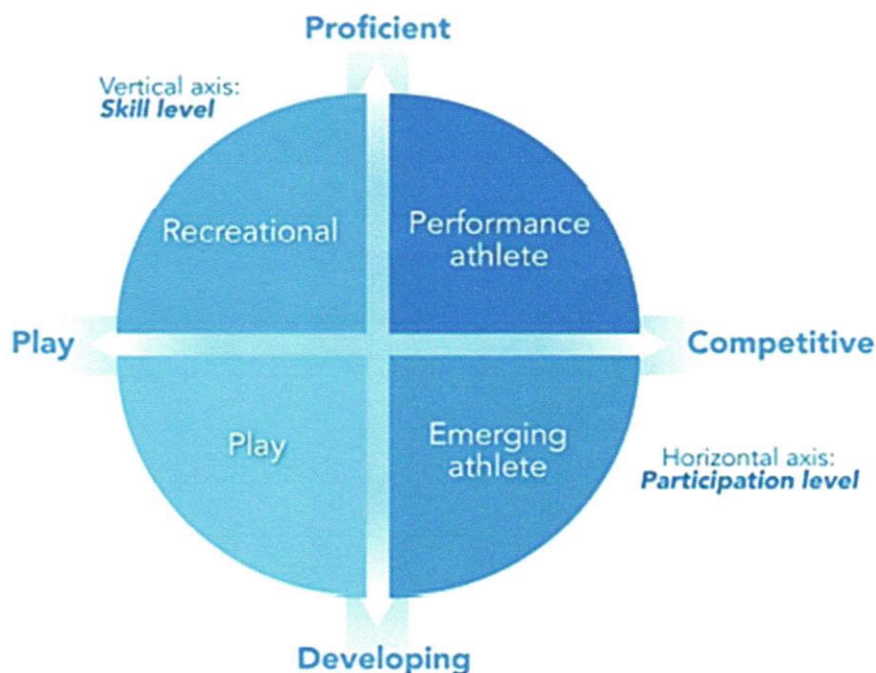 Proficient
Vertical axis:
Skill level
Recreational
Performance
athlete
Play
Competitive
Play
Emerging
athlete
Horizontal axis:
Participation level
Developing